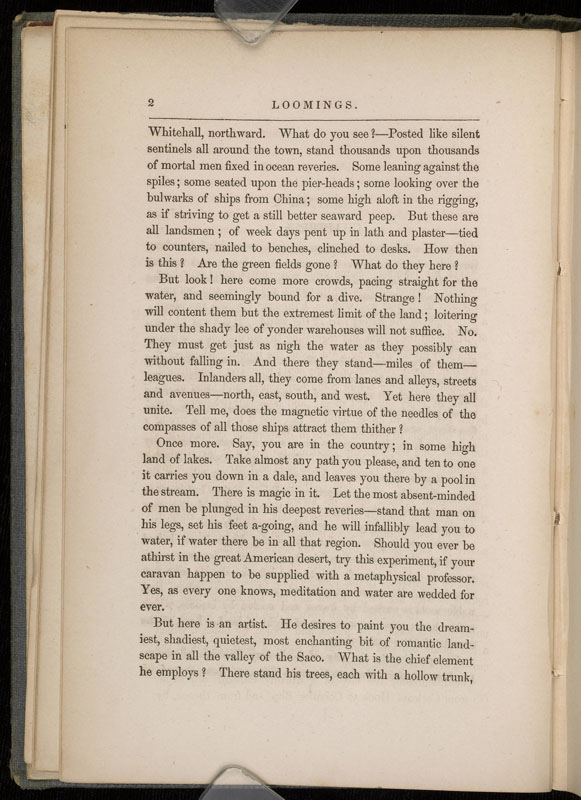 2
LOOMINGS.
Whitehall, northward. What do you see?—Posted like silent
sentinels all around the town, stand thousands upon thousands
of mortal men fixed in ocean reveries. Some leaning against the
spiles; some seated upon the pier-heads; some looking over the
bulwarks of ships from China; some high aloft in the rigging,
as if striving to get a still better seaward peep. But these are
all landsmen; of week days pent up in lath and plaster—tied
to counters, nailed to benches, clinched to desks. How then
is this? Are the green fields gone? What do they here?
But look! here come more crowds, pacing straight for the
water, and seemingly bound for a dive. Strange! Nothing
will content them but the extremest limit of the land; loitering
under the shady lee of yonder warehouses will not suffice. No.
They must get just as nigh the water as they possibly can
without falling in. And there they stand—miles of them—
leagues. Inlanders all, they come from lanes and alleys, streets
and avenues—north, east, south, and west. Yet here they all
unite. Tell me, does the magnetic virtue of the needles of the
compasses of all those ships attract them thither?
Once more. Say, you are in the country; in some high
land of lakes. Take almost any path you please, and ten to one
it carries you down in a dale, and leaves you there by a pool in
the stream. There is magic in it. Let the most absent-minded
of men be plunged in his deepest reveries—stand that man on
his legs, set his feet a-going, and he will infallibly lead you to
water, if water there be in all that region. Should you ever be
athirst in the great American desert, try this experiment, if your
caravan happen to be supplied with a metaphysical professor.
Yes, as every one knows, meditation and water are wedded for
ever.
But here is an artist. He desires to paint you the dream-
iest, shadiest, quietest, most enchanting bit of romantic land-
scape in all the valley of the Saco. What is the chief element
he employs? There stand his trees, each with a hollow trunk,